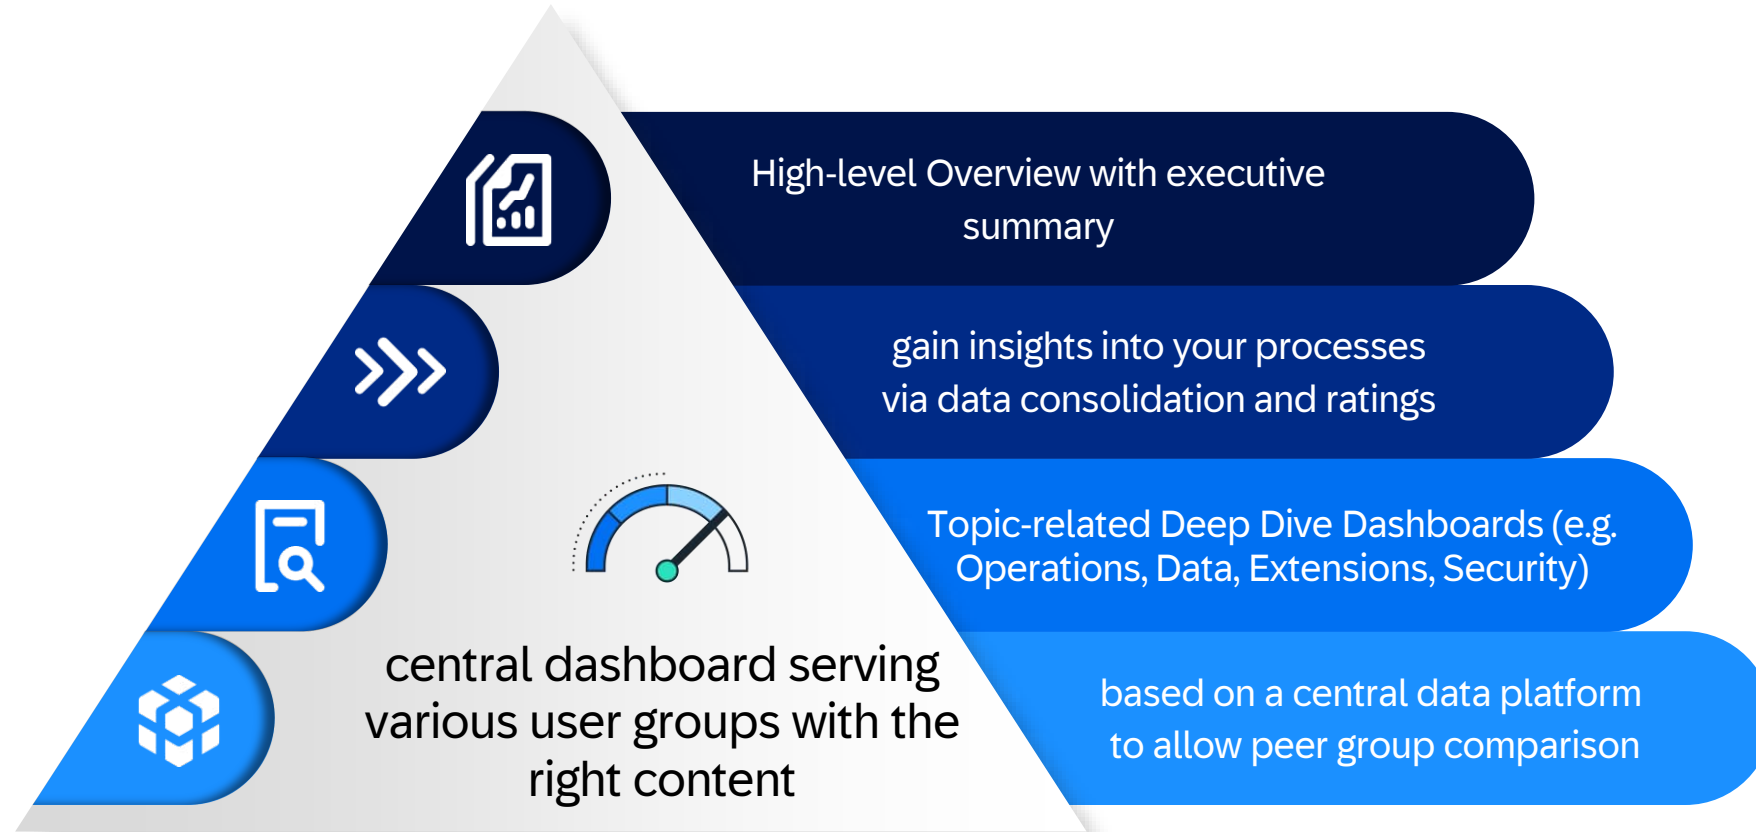 High-level Overview with executive
summary
gain insights into your processes
via data consolidation and ratings
Topic-related Deep Dive Dashboards (e.g.
Operations, Data, Extensions, Security)
central dashboard serving
various user groups with the
right content
based on a central data platform
to allow peer group comparison